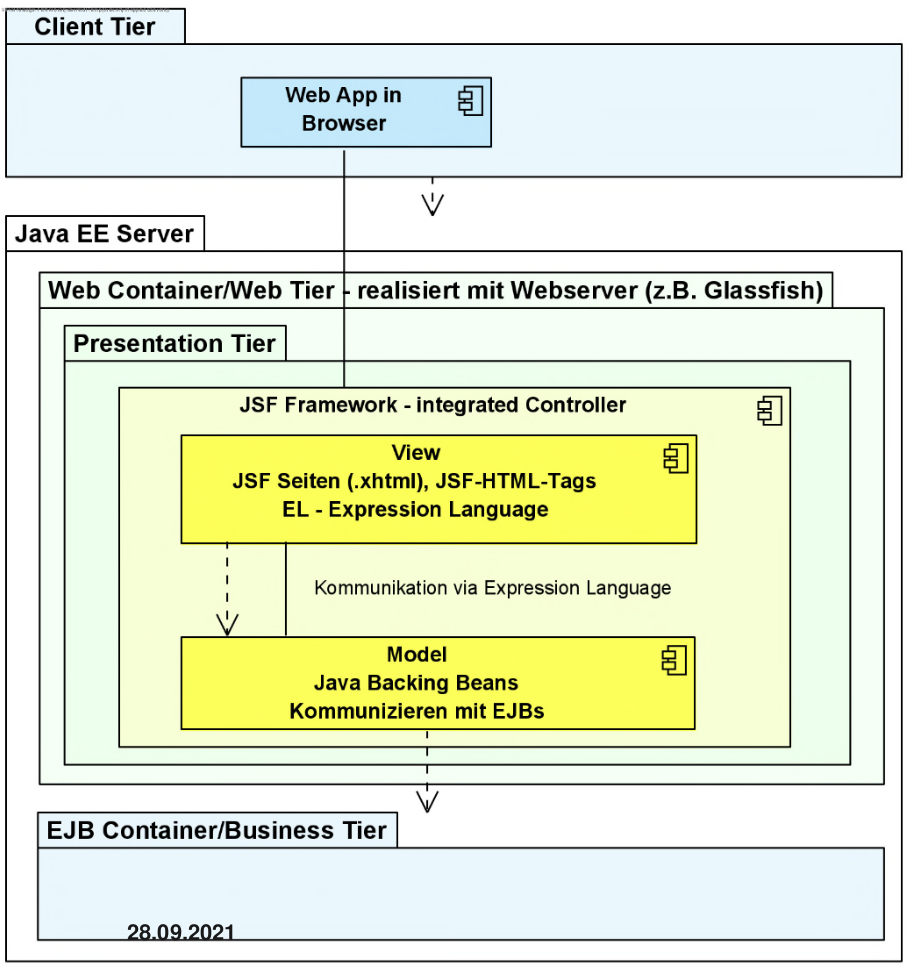 Client Tier
Web App in
Browser
Java EE Server
Web Container/Web Tier - realisiert mit Webserver (z.B. Glassfish)
Presentation Tier
JSF Framework - integrated Controller
View
JSF Seiten (.xhtml), JSF-HTML-Tags
EL - Expression Language
Kommunikation via Expression Language
Model
Java Backing Beans
Kommunizieren mit EJBs
EJB Container/Business Tier
28.09.2021